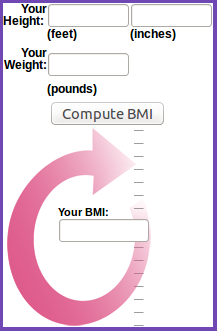 Your
Height:
(feet) (inches)
Your
Weight:
(pounds)
Compute BMI
Your BMI: